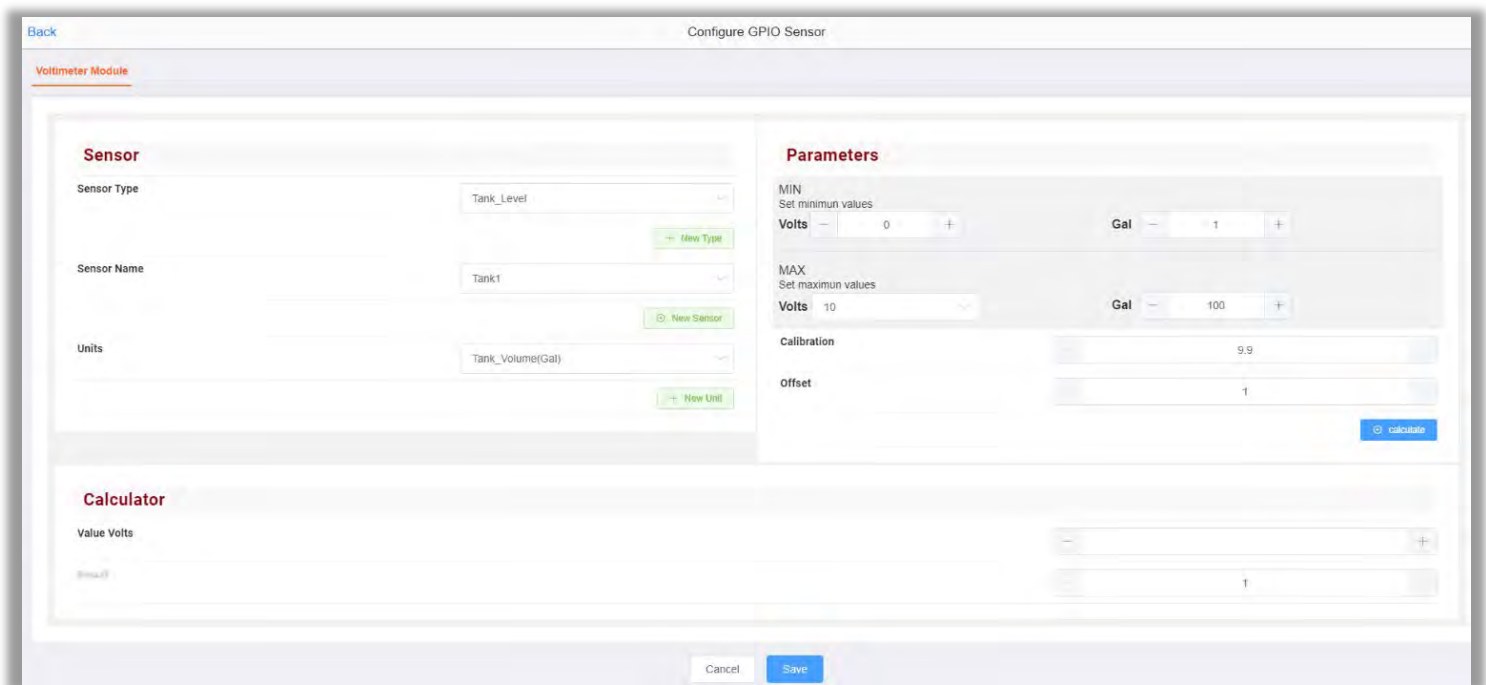 Back
Configure GPIO Sensor
Voltimeter Module
Sensor
Sensor Type
Tank_Level
New Type
Sensor Name
Tank1
New Sensor
Units
Tank_Volume(Gal)
New Unit
Parameters
MIN
Set minimun values
Volts − 0 + Gal − 1 +
MAX
Set maximun values
Volts 10 Gal − 100 +
Calibration
9.9
Offset
1
calculate
Calculator
Value Volts
− +
1
Cancel
Save